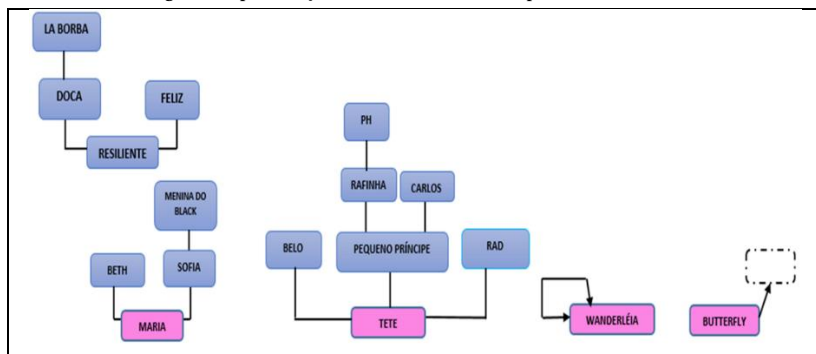 LA BORBA
DOCA
FELIZ
RESILIENTE
MENINA DO
BLACK
BETH
SOFIA
MARIA
PH
RAFINHA
CARLOS
BELO
PEQUENO PRÍNCIPE
RAD
TETE
WANDERLÉIA
BUTTERFLY